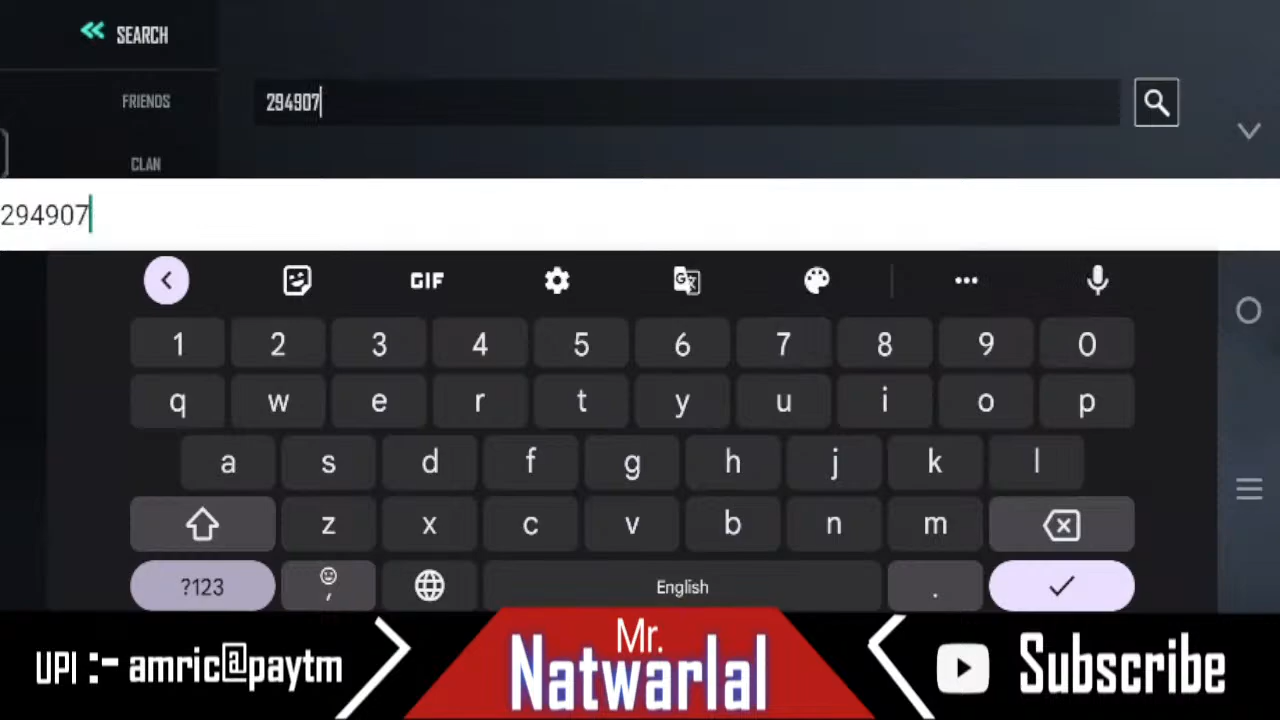 SEARCH
FRIENDS
294907
CLAN
294907
GIF
1 2 3 4 5 6 7 8 9 0
q w e r t y u i o p
a s d f g h j k l
z x c v b n m
?123 , English .
UPI :- amric@paytm
Mr.
Natwarlal
Subscribe